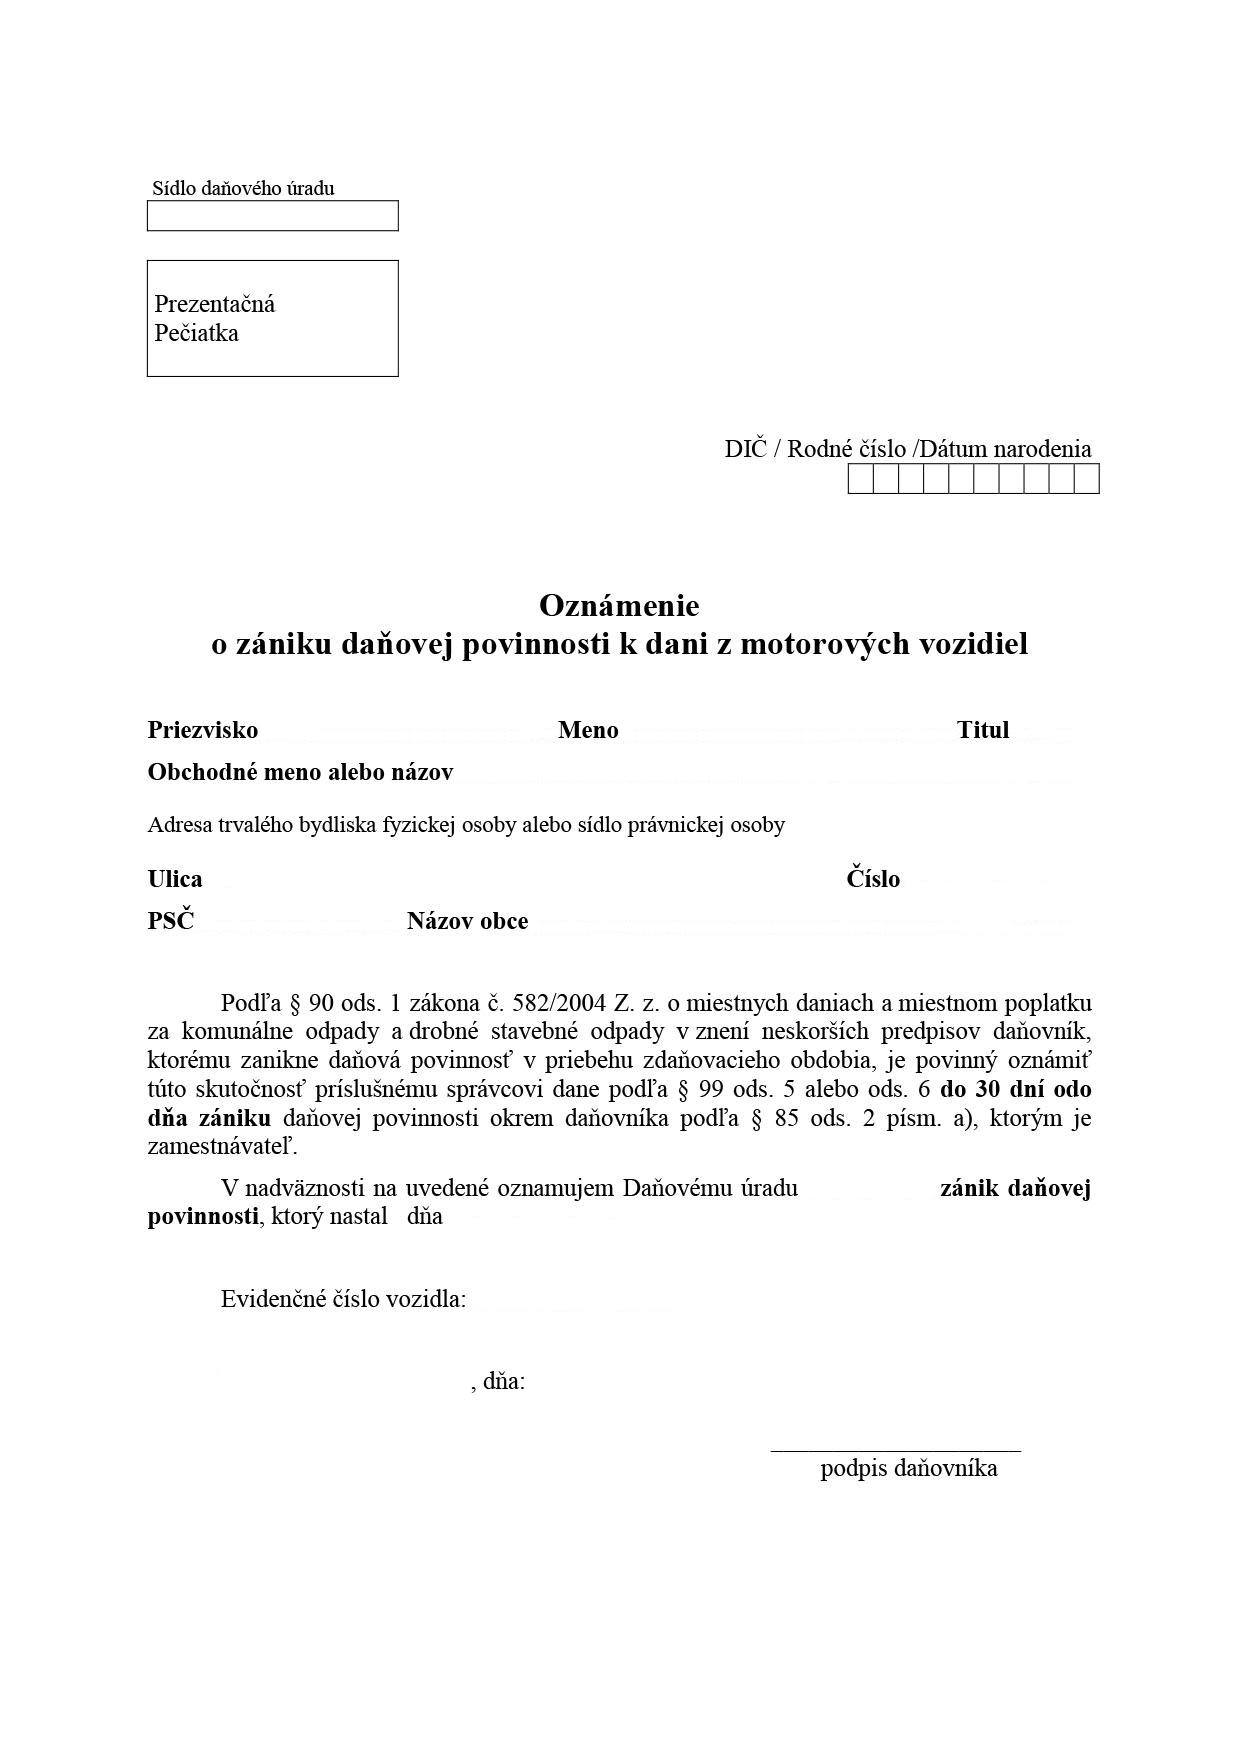 Sídlo daňového úradu
Prezentačná
Pečiatka
DIČ / Rodné číslo /Dátum narodenia
Oznámenie
o zániku daňovej povinnosti k dani z motorových vozidiel
Priezvisko Meno Titul
Obchodné meno alebo názov
Adresa trvalého bydliska fyzickej osoby alebo sídlo právnickej osoby
Ulica Číslo
PSČ Názov obce
Podľa § 90 ods. 1 zákona č. 582/2004 Z. z. o miestnych daniach a miestnom poplatku
za komunálne odpady a drobné stavebné odpady v znení neskorších predpisov daňovník,
ktorému zanikne daňová povinnosť v priebehu zdaňovacieho obdobia, je povinný oznámiť
túto skutočnosť príslušnému správcovi dane podľa § 99 ods. 5 alebo ods. 6 do 30 dní odo
dňa zániku daňovej povinnosti okrem daňovníka podľa § 85 ods. 2 písm. a), ktorým je
zamestnávateľ.
V nadväznosti na uvedené oznamujem Daňovému úradu zánik daňovej
povinnosti, ktorý nastal dňa
Evidenčné číslo vozidla:
, dňa:
podpis daňovníka